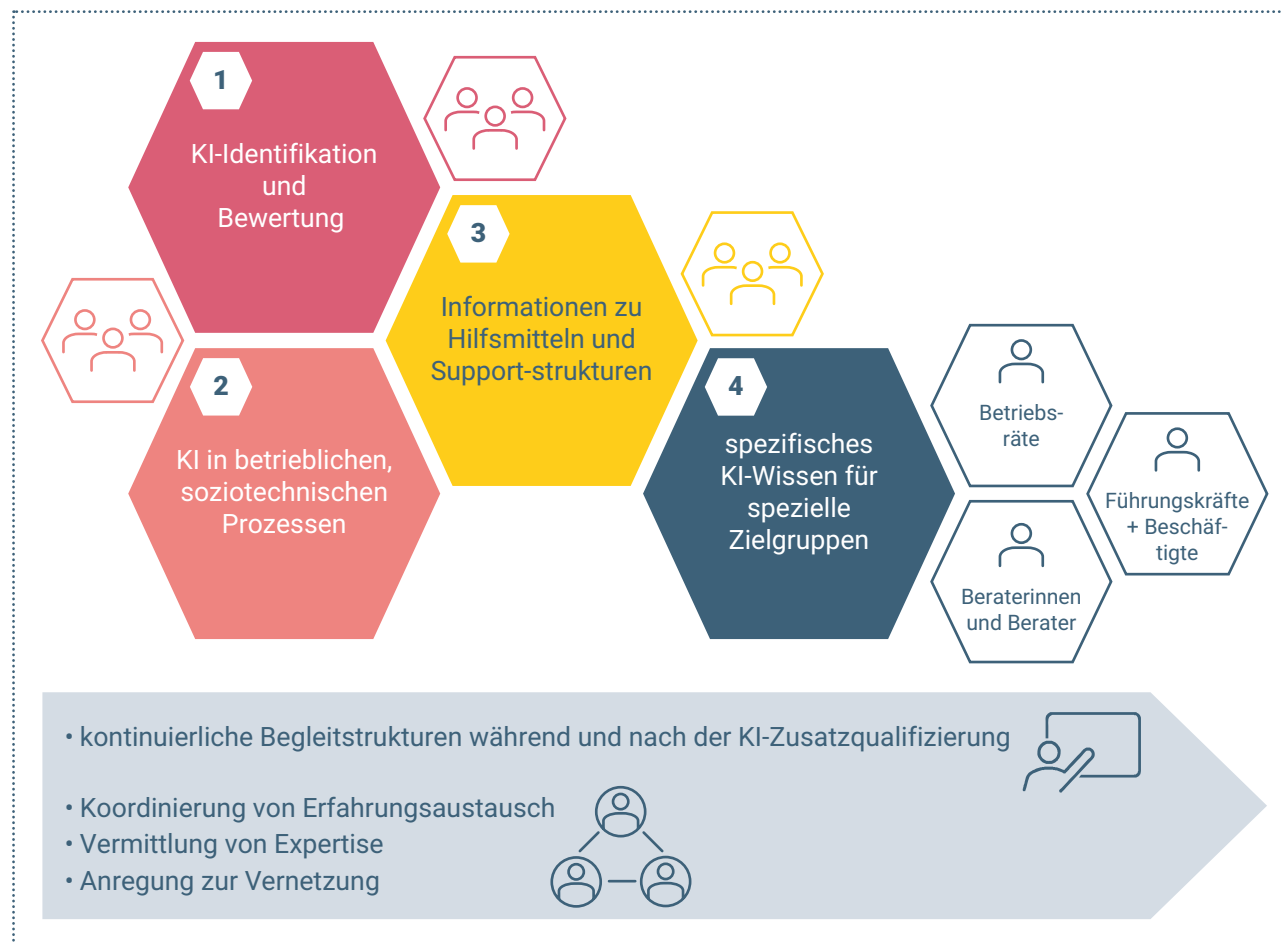 1
KI-Identifikation
und
Bewertung
2
KI in betrieblichen,
soziotechnischen
Prozessen
3
Informationen zu
Hilfsmitteln und
Support-strukturen
4
spezifisches
KI-Wissen für
spezielle
Zielgruppen
Betriebs-
räte
Führungskräfte
+ Beschäf-
tigte
Beraterinnen
und Berater
• kontinuierliche Begleitstrukturen während und nach der KI-Zusatzqualifizierung
• Koordinierung von Erfahrungsaustausch
• Vermittlung von Expertise
• Anregung zur Vernetzung